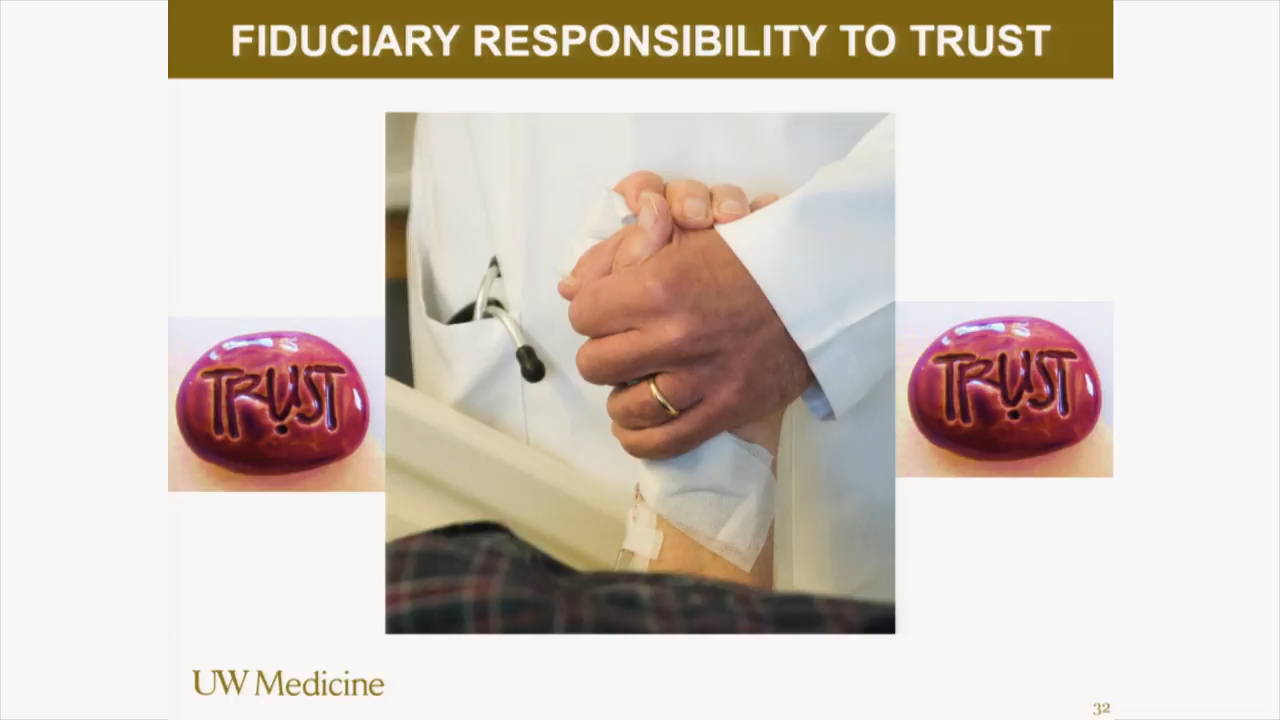 FIDUCIARY RESPONSIBILITY TO TRUST
TRUST
TRUST
UW Medicine
32